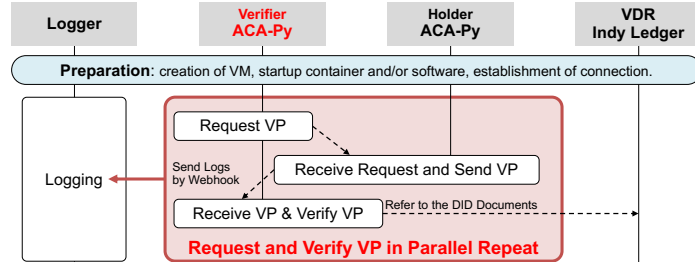 Logger
Verifier
ACA-Py
Holder
ACA-Py
VDR
Indy Ledger
Preparation: creation of VM, startup container and/or software, establishment of connection.
Request VP
Send Logs
by Webhook
Receive Request and Send VP
Logging
Refer to the DID Documents
Receive VP & Verify VP
Request and Verify VP in Parallel Repeat